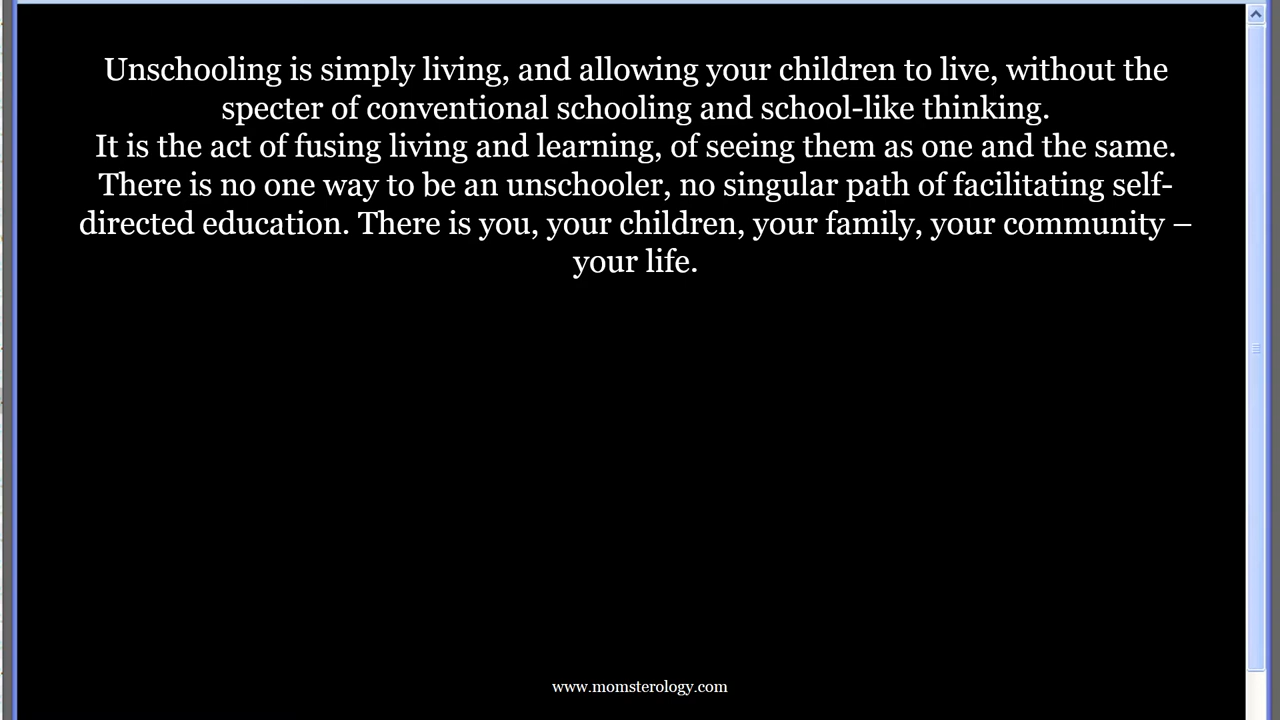 Unschooling is simply living, and allowing your children to live, without the
specter of conventional schooling and school-like thinking.
It is the act of fusing living and learning, of seeing them as one and the same.
There is no one way to be an unschooler, no singular path of facilitating self-
directed education. There is you, your children, your family, your community –
your life.
www.momsterology.com